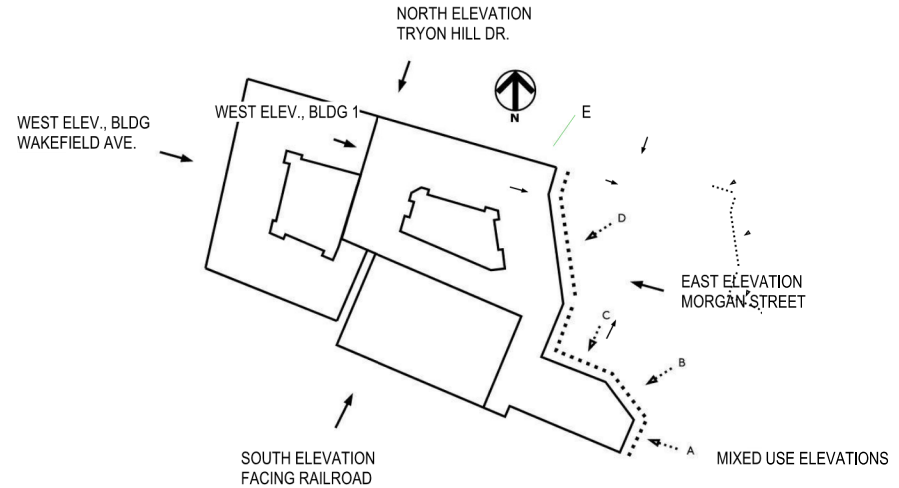 NORTH ELEVATION
TRYON HILL DR.
N
E
WEST ELEV., BLDG 1
WEST ELEV., BLDG
WAKEFIELD AVE.
D
EAST ELEVATION
MORGAN STREET
C
B
A
MIXED USE ELEVATIONS
SOUTH ELEVATION
FACING RAILROAD